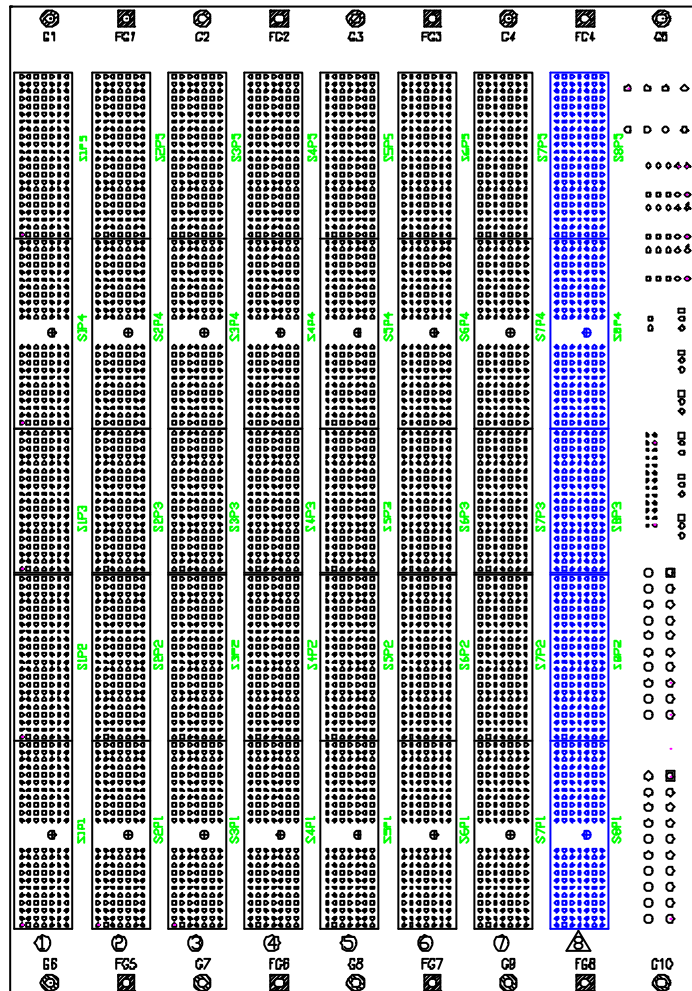 G1 FG1 G2 FG2 G3 FG3 G4 FG4 G5
S1P5 S2P5 S3P5 S4P5 S5P5 S6P5 S7P5 S8P5
S1P4 S2P4 S3P4 S4P4 S5P4 S6P4 S7P4 S8P4
S1P3 S2P3 S3P3 S4P3 S5P3 S6P3 S7P3 S8P3
S1P2 S2P2 S3P2 S4P2 S5P2 S6P2 S7P2 S8P2
S1P1 S2P1 S3P1 S4P1 S5P1 S6P1 S7P1 S8P1
1 2 3 4 5 6 7 8
G6 FG5 G7 FG6 G8 FG7 G9 FG8 G10